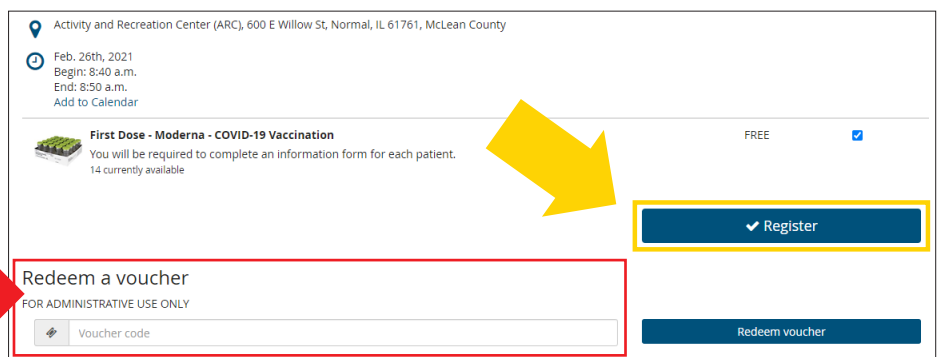 Activity and Recreation Center (ARC), 600 E Willow St, Normal, IL 61761, McLean County
Feb. 26th, 2021
Begin: 8:40 a.m.
End: 8:50 a.m.
Add to Calendar
First Dose - Moderna - COVID-19 Vaccination
FREE
You will be required to complete an information form for each patient.
14 currently available
Register
Redeem a voucher
FOR ADMINISTRATIVE USE ONLY
Voucher code
Redeem voucher